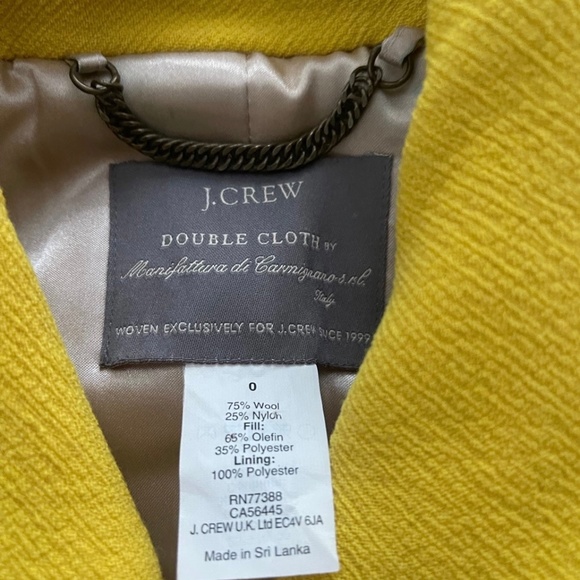 J.CREW
DOUBLE CLOTH BY
Manifattura di Carmignano s.r.l.
Italy
WOVEN EXCLUSIVELY FOR J.CREW SINCE 1999
0
75% Wool
25% Nylon
Fill:
65% Olefin
35% Polyester
Lining:
100% Polyester
RN77388
CA56445
J. CREW U.K. Ltd EC4V 6JA
Made in Sri Lanka